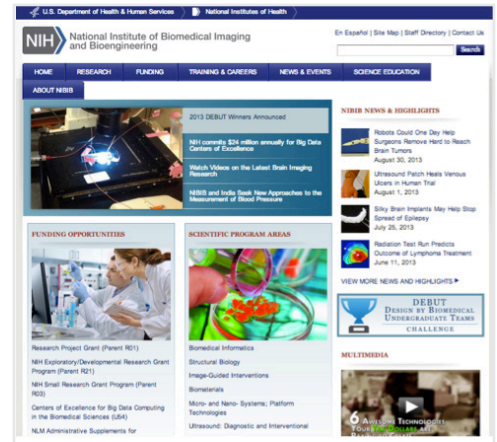 U.S. Department of Health & Human Services
National Institutes of Health
NIH
National Institute of Biomedical Imaging
and Bioengineering
En Español | Site Map | Staff Directory | Contact Us
Search
HOME
RESEARCH
FUNDING
TRAINING & CAREERS
NEWS & EVENTS
SCIENCE EDUCATION
ABOUT NIBIB
2013 DEBUT Winners Announced
NIH commits $24 million annually for Big Data
Centers of Excellence
Watch Videos on the Latest Brain Imaging
Research
NIBIB and India Seek New Approaches to the
Measurement of Blood Pressure
NIBIB NEWS & HIGHLIGHTS
Robots Could One Day Help
Surgeons Remove Hard to Reach
Brain Tumors
August 30, 2013
Ultrasound Patch Heals Venous
Ulcers in Human Trial
August 1, 2013
Silky Brain Implants May Help Stop
Spread of Epilepsy
July 25, 2013
Radiation Test Run Predicts
Outcome of Lymphoma Treatment
June 11, 2013
VIEW MORE NEWS AND HIGHLIGHTS
FUNDING OPPORTUNITIES
Research Project Grant (Parent R01)
NIH Exploratory/Developmental Research Grant
Program (Parent R21)
NIH Small Research Grant Program (Parent
R03)
Centers of Excellence for Big Data Computing
in the Biomedical Sciences (U54)
NLM Administrative Supplements for
SCIENTIFIC PROGRAM AREAS
Biomedical Informatics
Structural Biology
Image-Guided Interventions
Biomaterials
Micro- and Nano- Systems; Platform
Technologies
Ultrasound: Diagnostic and Interventional
DEBUT
DESIGN BY BIOMEDICAL
UNDERGRADUATE TEAMS
CHALLENGE
MULTIMEDIA
6 AWESOME TECHNOLOGIES
YOUR TAX DOLLARS ARE